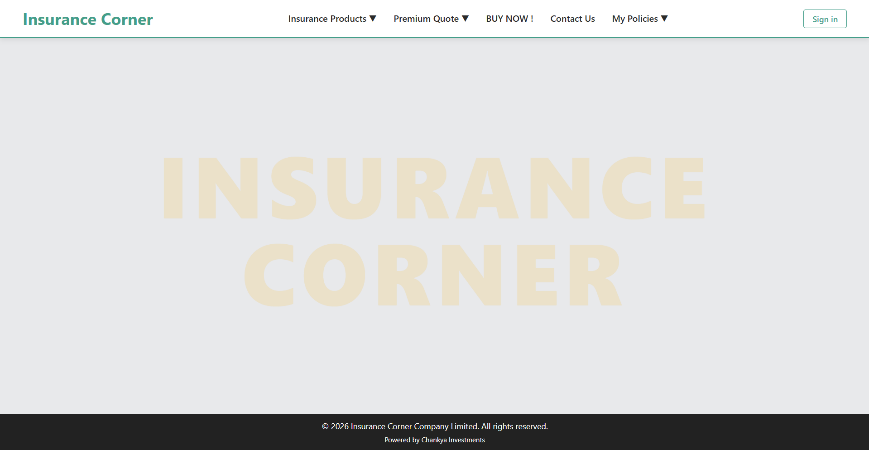 Insurance Corner
Insurance Products ▼ Premium Quote ▼ BUY NOW ! Contact Us My Policies ▼
Sign in
INSURANCE
CORNER
© 2026 Insurance Corner Company Limited. All rights reserved.
Powered by Chankya Investments